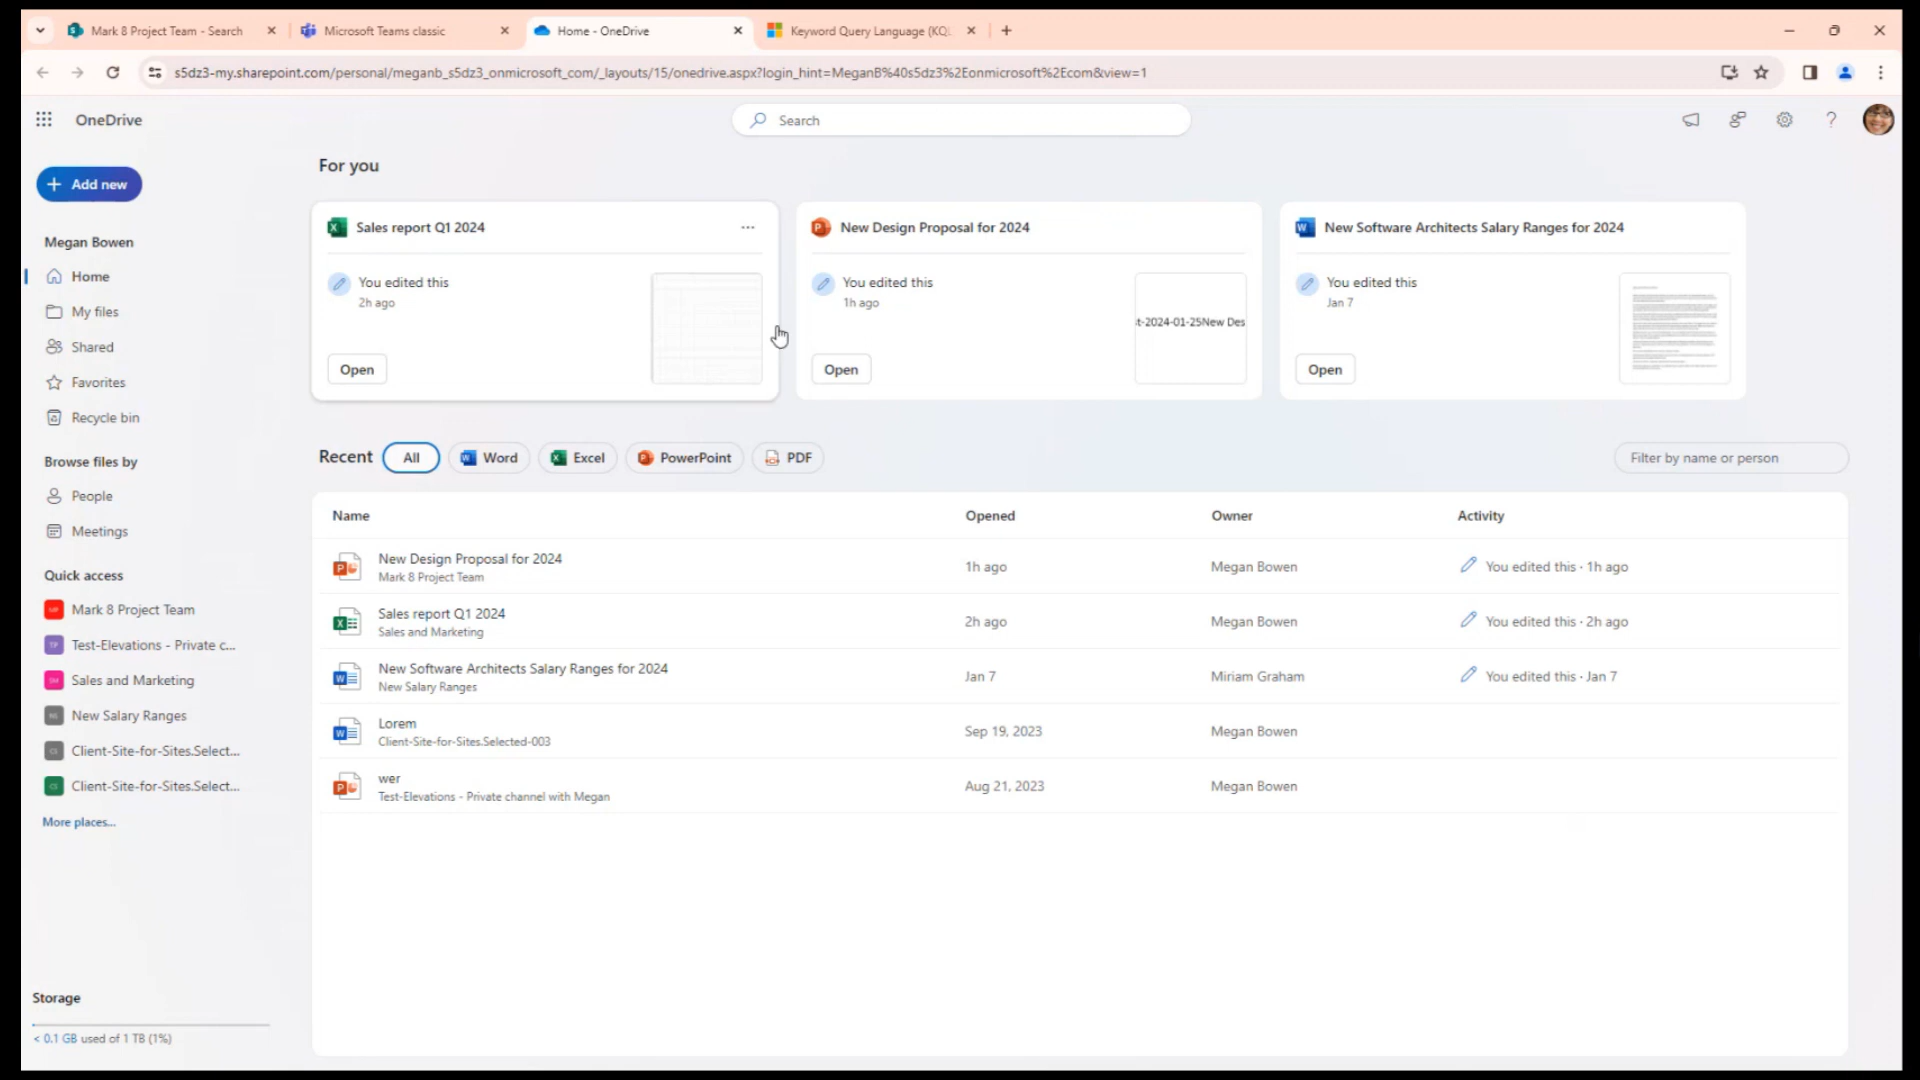 Mark 8 Project Team - Search
Microsoft Teams classic
Home - OneDrive
Keyword Query Language (KQL
s5dz3-my.sharepoint.com/personal/meganb_s5dz3_onmicrosoft_com/_layouts/15/onedrive.aspx?login_hint=MeganB%40s5dz3%2Eonmicrosoft%2Ecom&view=1
OneDrive
Search
Add new
Megan Bowen
Home
My files
Shared
Favorites
Recycle bin
Browse files by
People
Meetings
Quick access
Mark 8 Project Team
Test-Elevations - Private c...
Sales and Marketing
New Salary Ranges
Client-Site-for-Sites.Select...
Client-Site-for-Sites.Select...
More places...
Storage
< 0.1 GB used of 1 TB (1%)
For you
Sales report Q1 2024
You edited this
2h ago
Open
New Design Proposal for 2024
You edited this
1h ago
t-2024-01-25New Des
Open
New Software Architects Salary Ranges for 2024
You edited this
Jan 7
Open
Recent All Word Excel PowerPoint PDF
Filter by name or person
Name Opened Owner Activity
New Design Proposal for 2024
Mark 8 Project Team
1h ago Megan Bowen You edited this · 1h ago
Sales report Q1 2024
Sales and Marketing
2h ago Megan Bowen You edited this · 2h ago
New Software Architects Salary Ranges for 2024
New Salary Ranges
Jan 7 Miriam Graham You edited this · Jan 7
Lorem
Client-Site-for-Sites.Selected-003
Sep 19, 2023 Megan Bowen
wer
Test-Elevations - Private channel with Megan
Aug 21, 2023 Megan Bowen